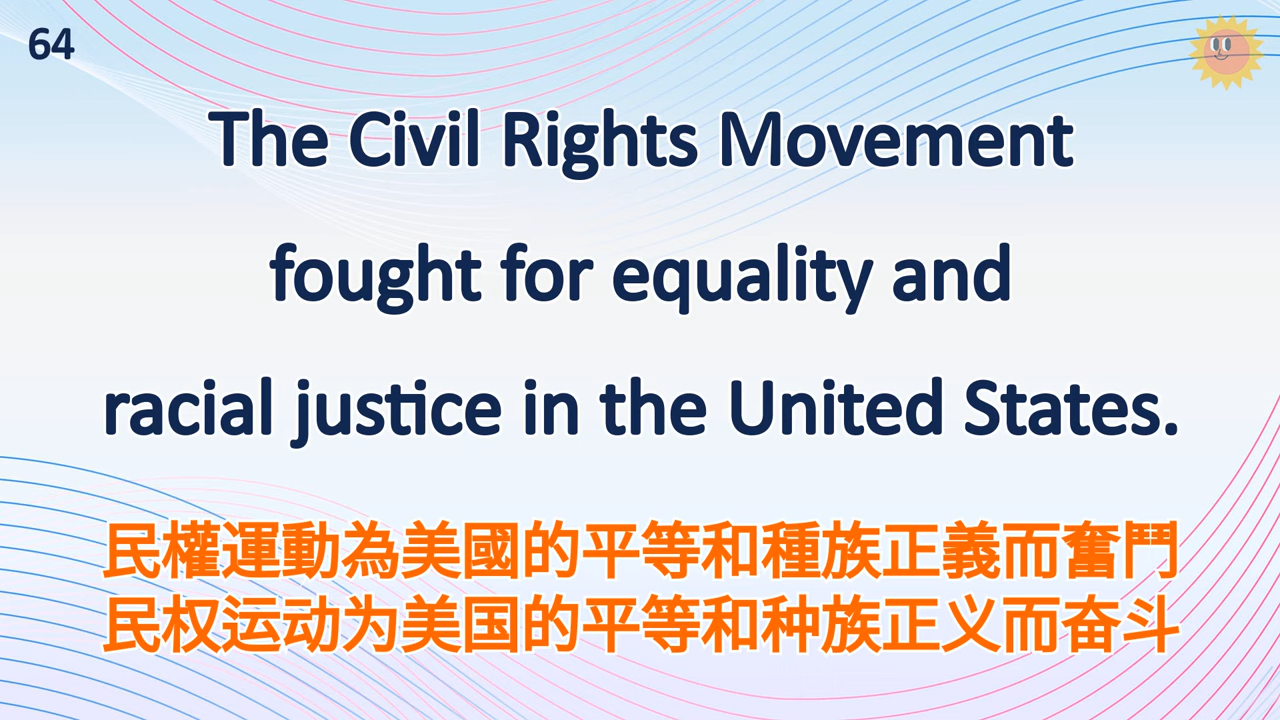 64
The Civil Rights Movement
fought for equality and
racial justice in the United States.
民權運動為美國的平等和種族正義而奮鬥
民权运动为美国的平等和种族正义而奋斗